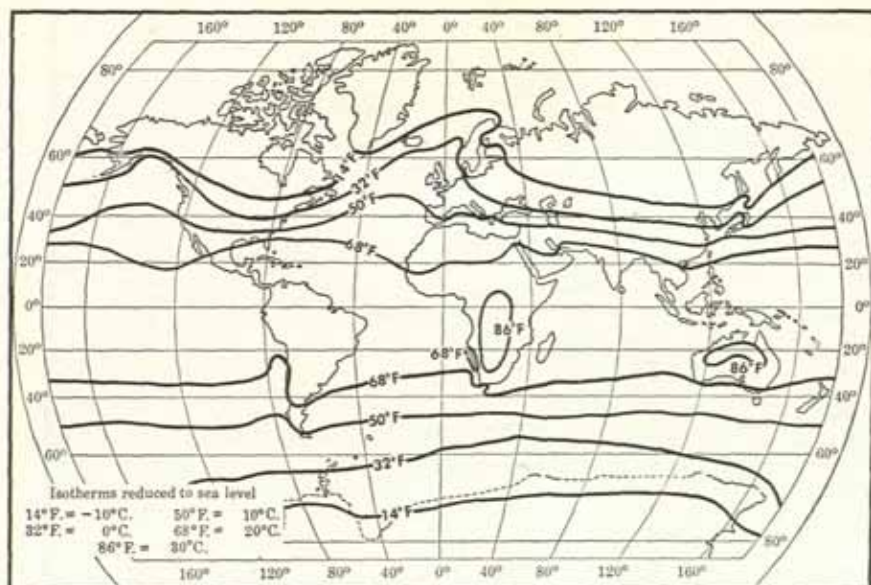 160° 120° 80° 40° 0° 40° 80° 120° 160°
80°
60° 60°
14°F
32°F
50°F
40° 40°
68°F
20° 20°
0° 0°
86°F
68°F
86°F
20° 20°
68°F
40° 40°
50°F
60° 32°F 60°
Isotherms reduced to sea level
14°F. = -10°C. 50°F. = 10°C.
32°F. = 0°C. 68°F. = 20°C.
86°F. = 30°C.
14°F
80°
160° 120° 80° 40° 0° 40° 80° 120° 160°